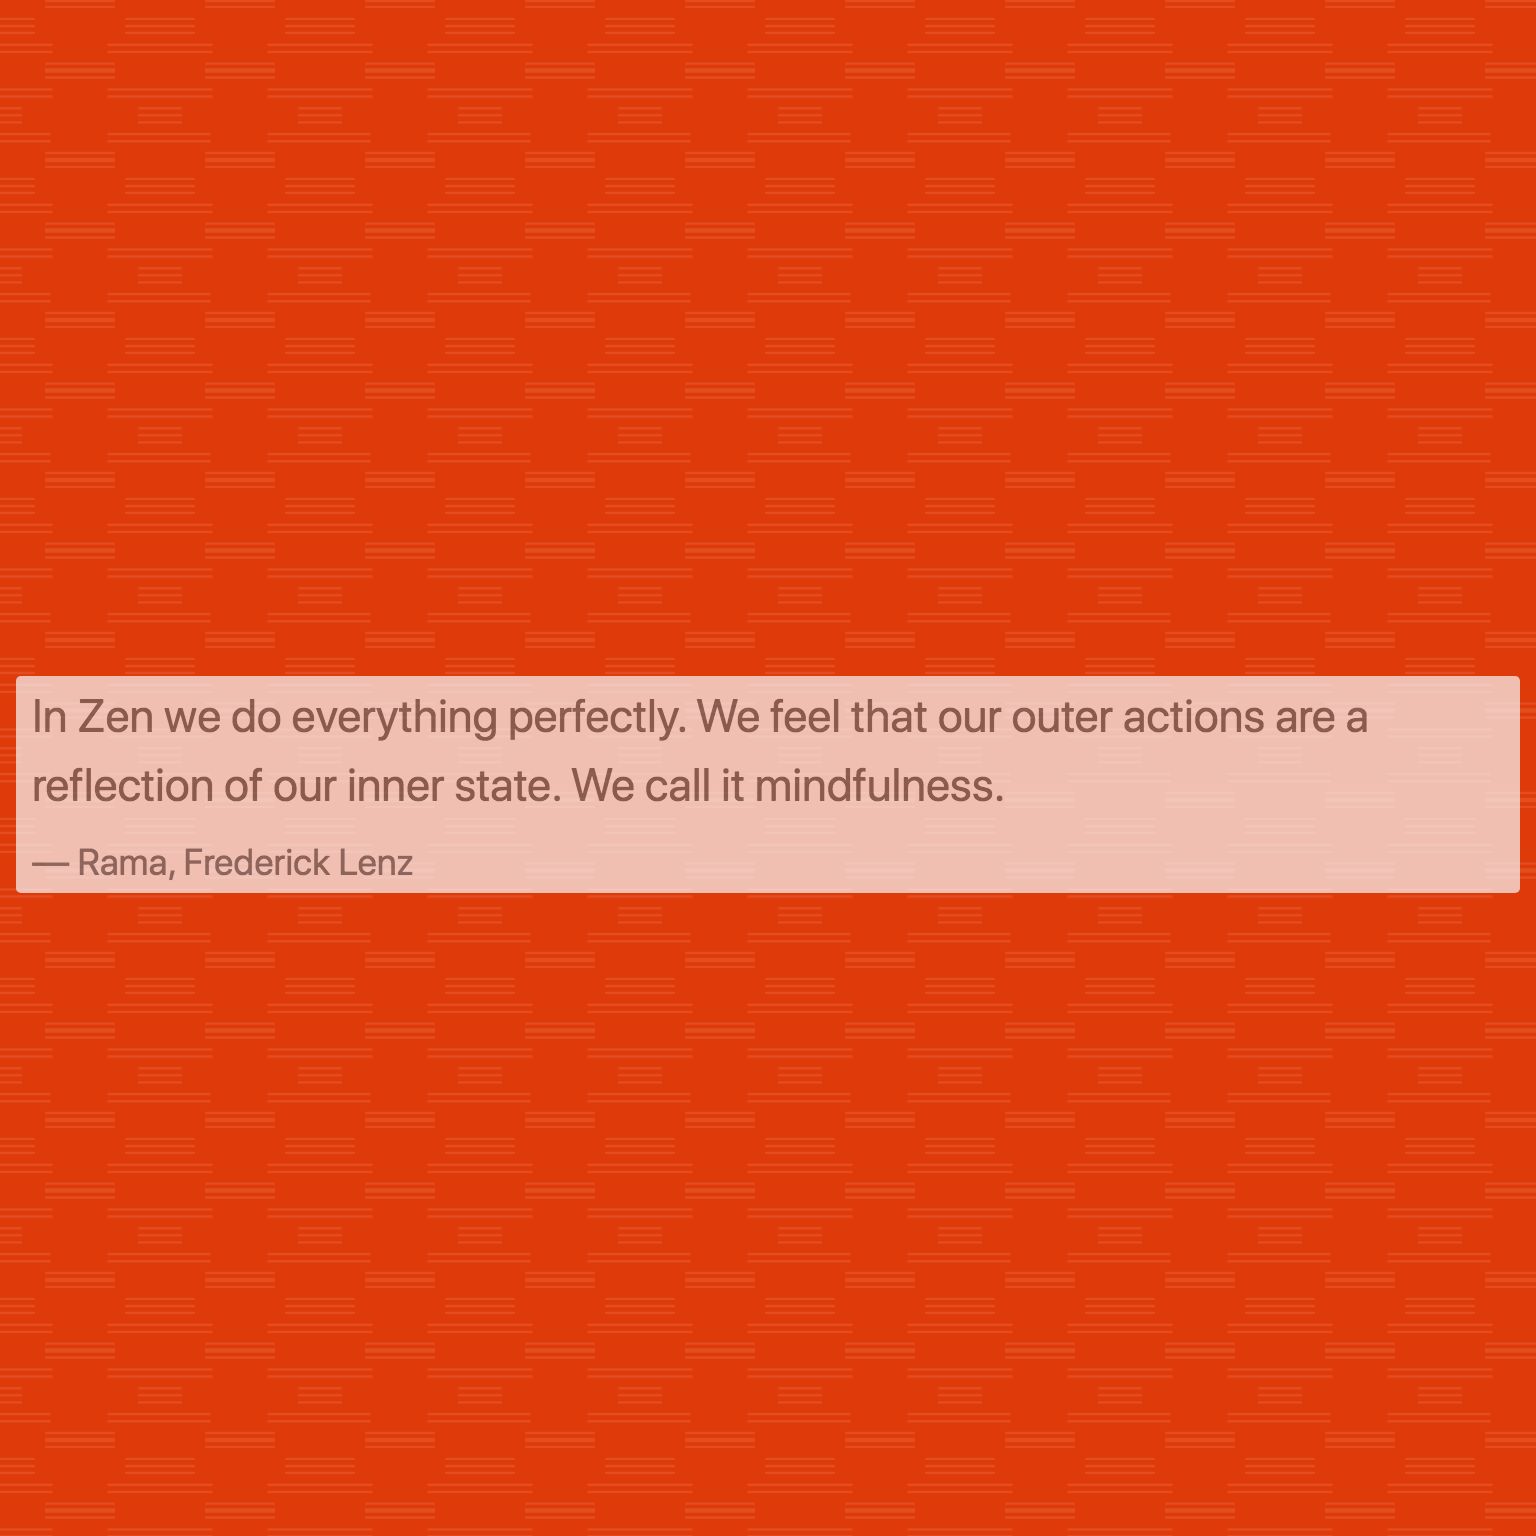 In Zen we do everything perfectly. We feel that our outer actions are a
reflection of our inner state. We call it mindfulness.
— Rama, Frederick Lenz